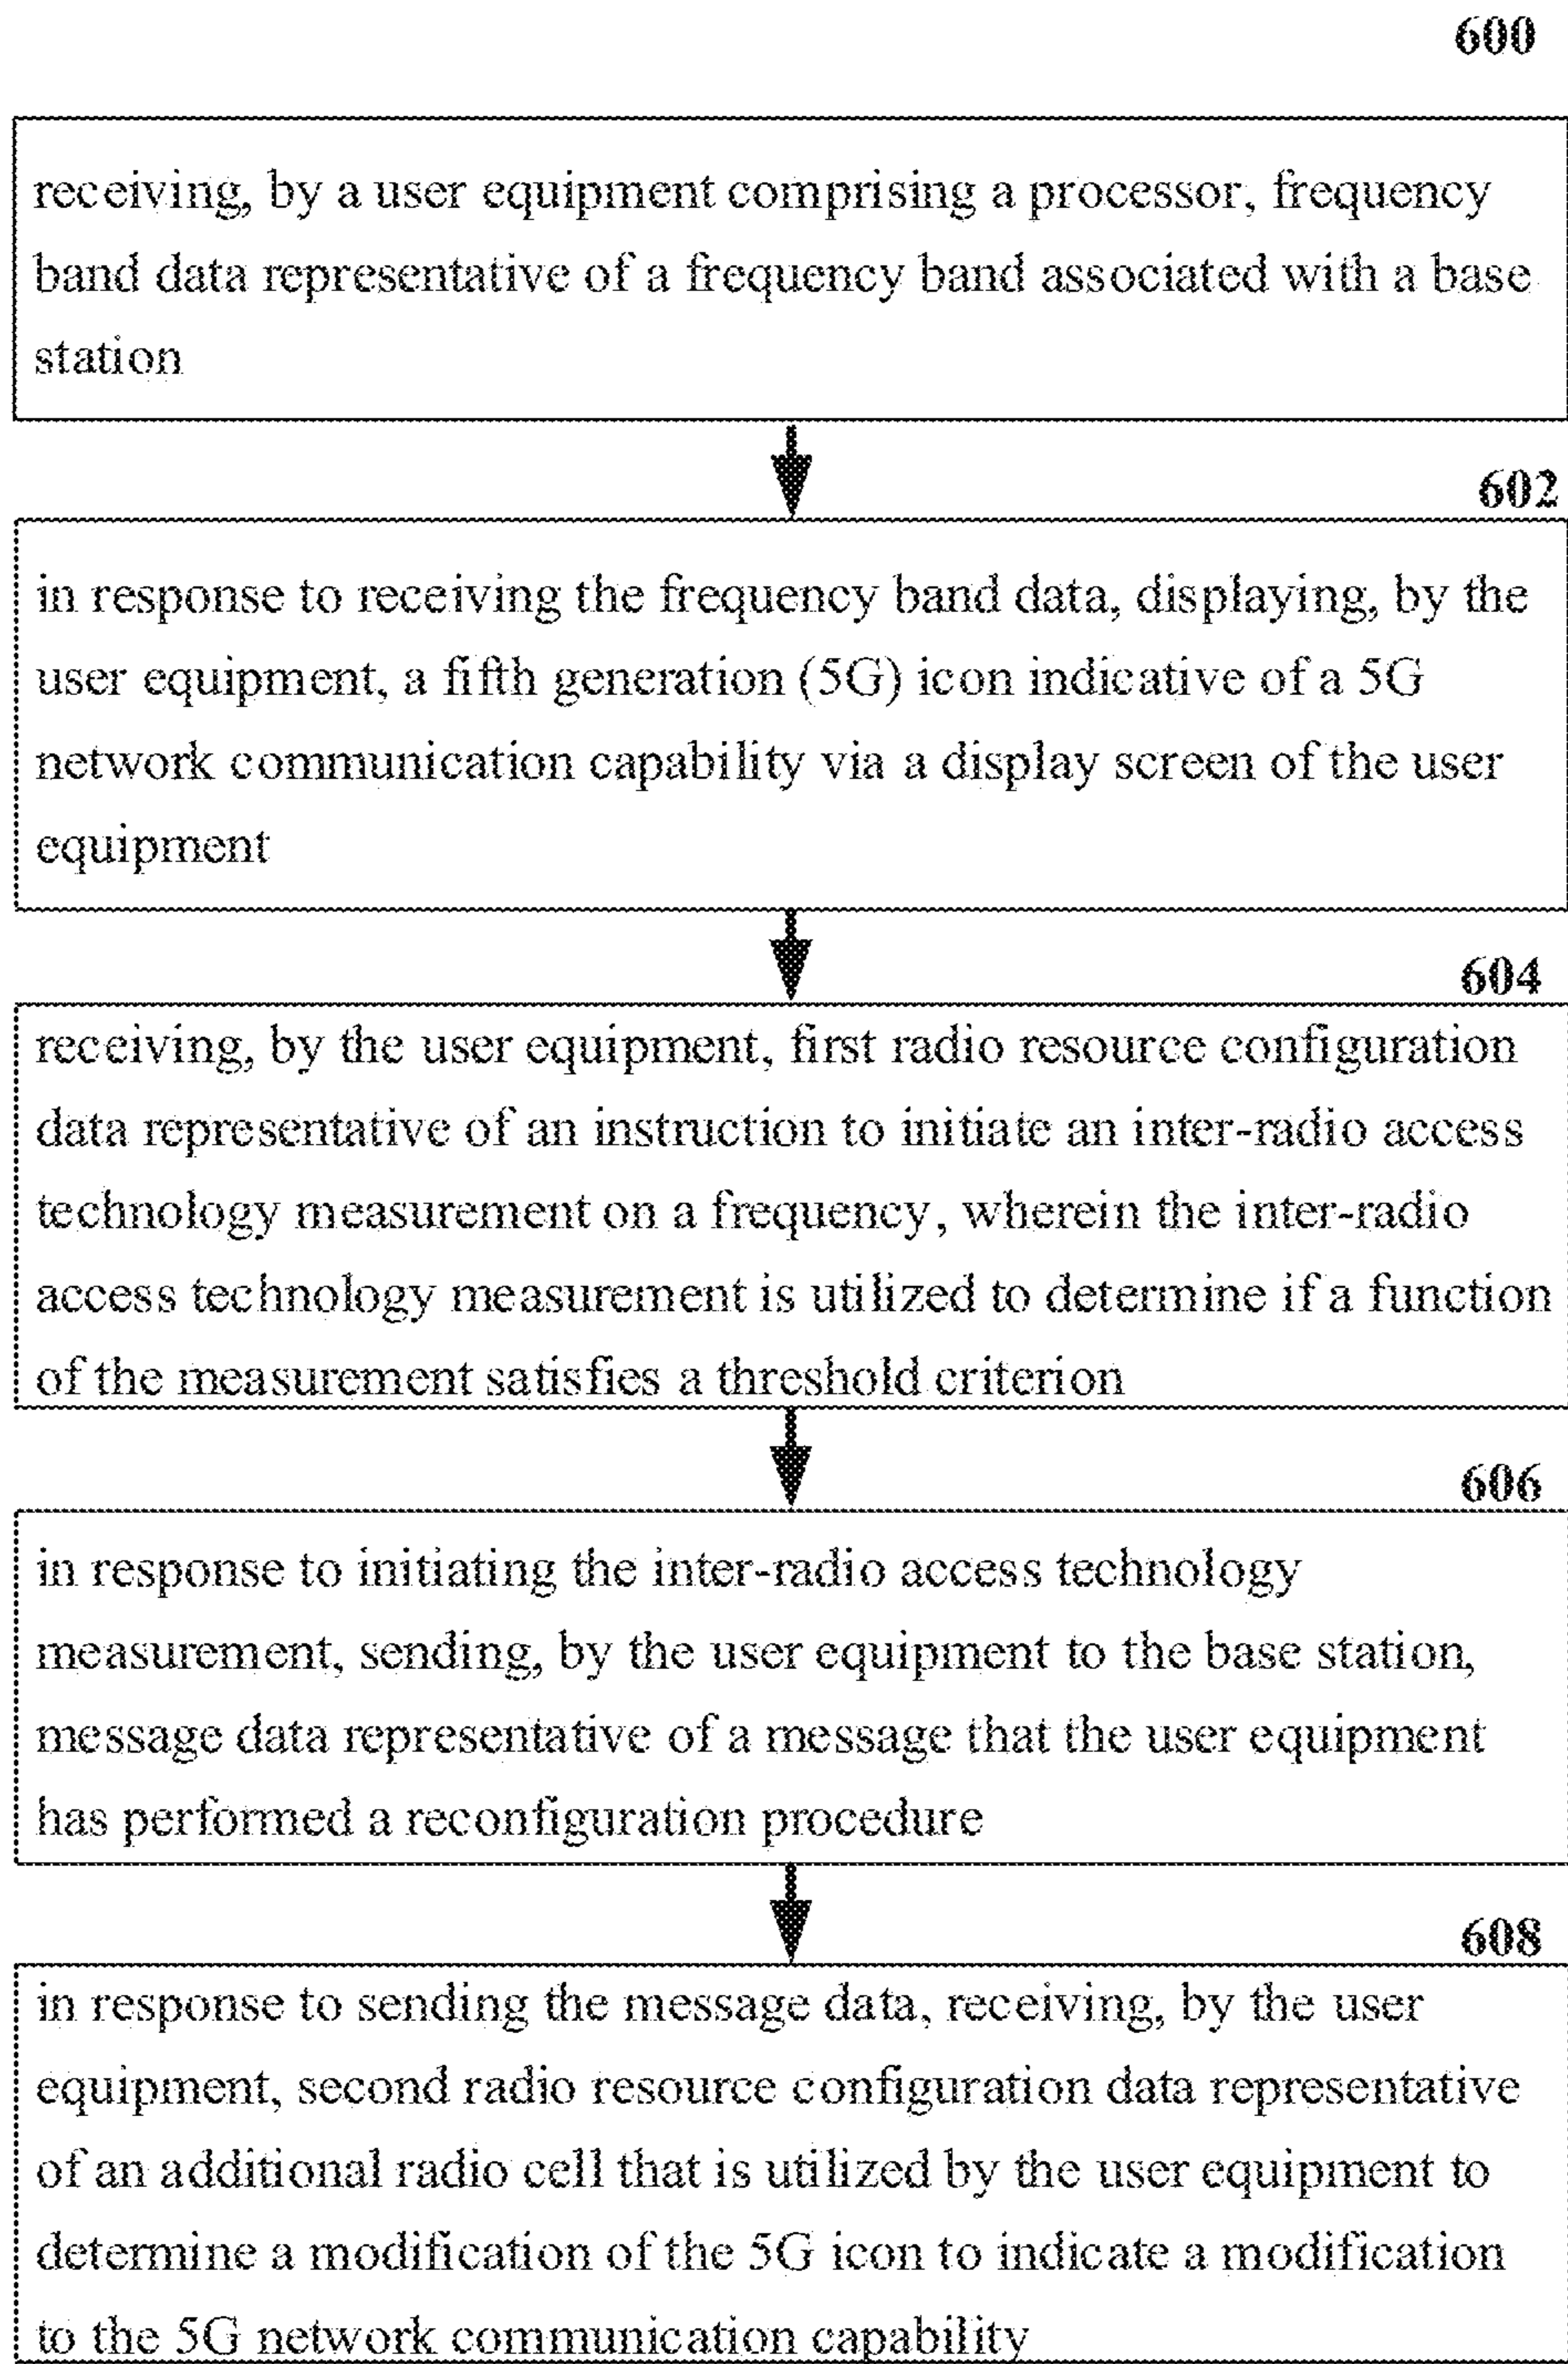 600
receiving, by a user equipment comprising a processor, frequency
band data representative of a frequency band associated with a base
station
602
in response to receiving the frequency band data, displaying, by the
user equipment, a fifth generation (5G) icon indicative of a 5G
network communication capability via a display screen of the user
equipment
604
receiving, by the user equipment, first radio resource configuration
data representative of an instruction to initiate an inter-radio access
technology measurement on a frequency, wherein the inter-radio
access technology measurement is utilized to determine if a function
of the measurement satisfies a threshold criterion
606
in response to initiating the inter-radio access technology
measurement, sending, by the user equipment to the base station,
message data representative of a message that the user equipment
has performed a reconfiguration procedure
608
in response to sending the message data, receiving, by the user
equipment, second radio resource configuration data representative
of an additional radio cell that is utilized by the user equipment to
determine a modification of the 5G icon to indicate a modification
to the 5G network communication capability